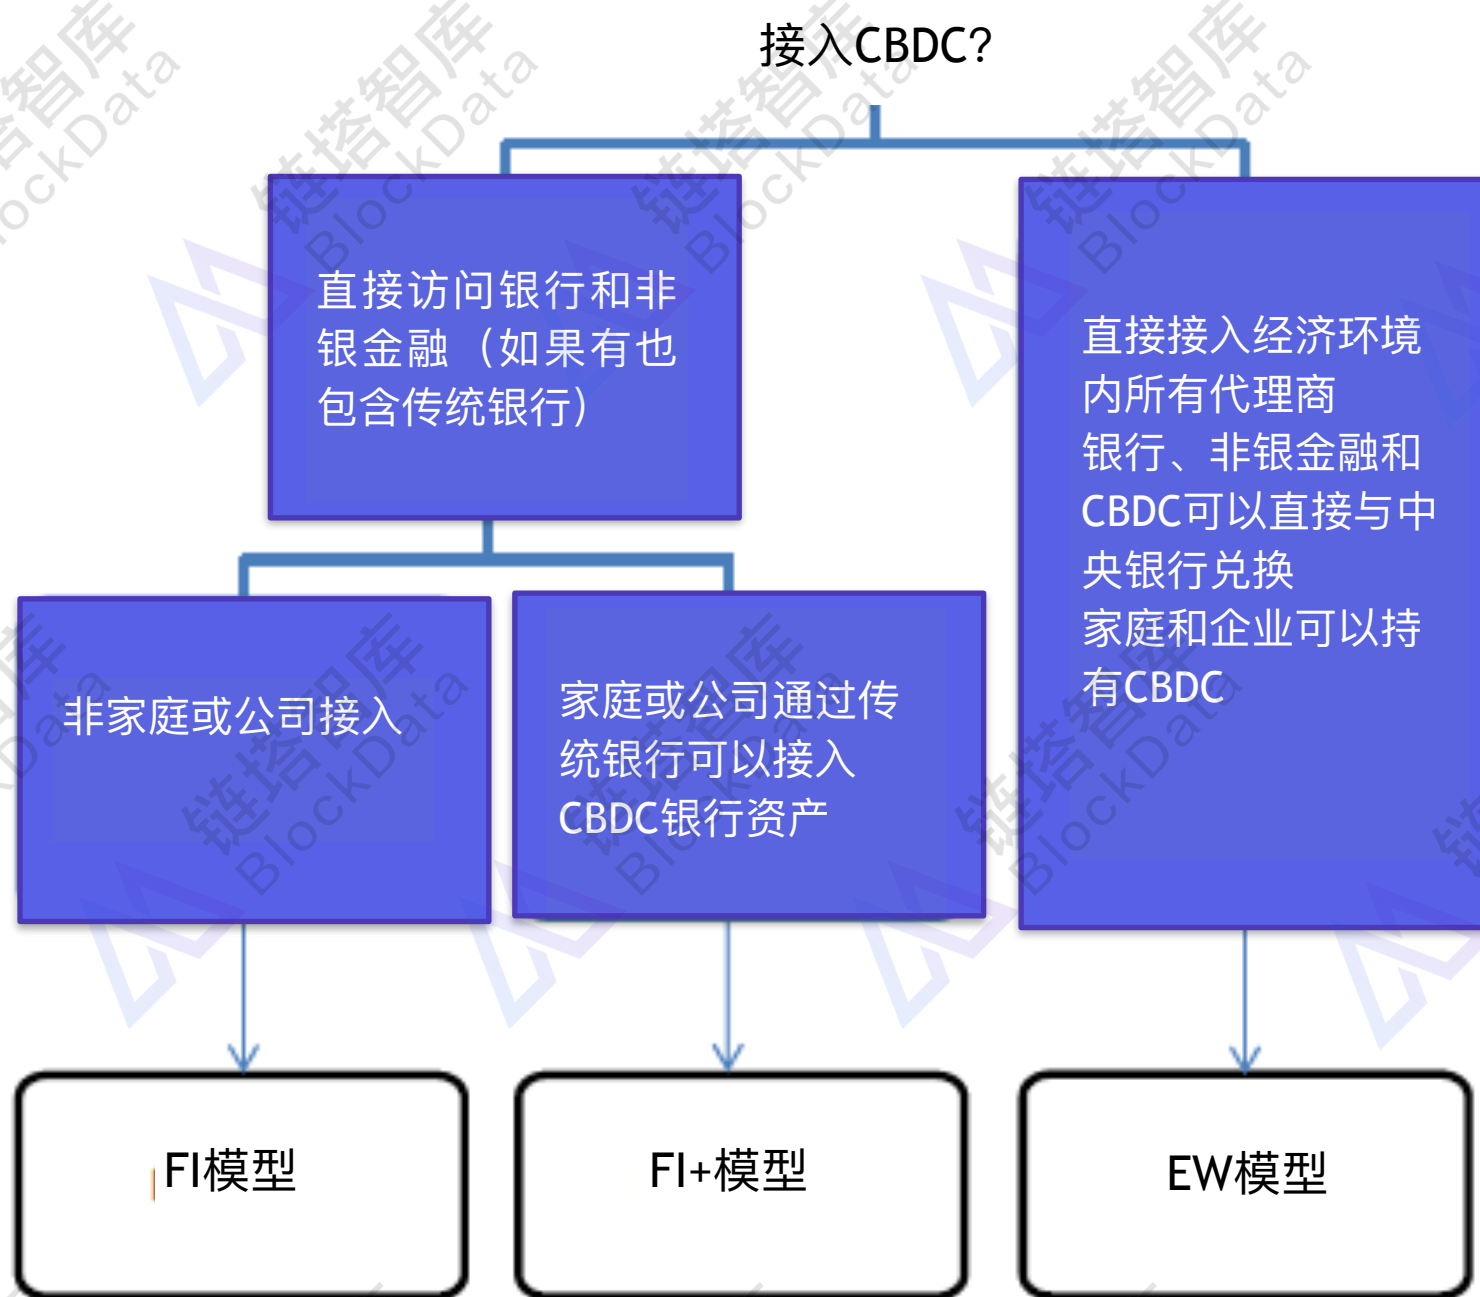 接入CBDC?
直接访问银行和非
银金融（如果有也
包含传统银行）
直接接入经济环境
内所有代理商
银行、非银金融和
CBDC可以直接与中
央银行兑换
家庭和企业可以持
有CBDC
非家庭或公司接入
家庭或公司通过传
统银行可以接入
CBDC银行资产
FI模型
FI+模型
EW模型
链塔智库
BlockData